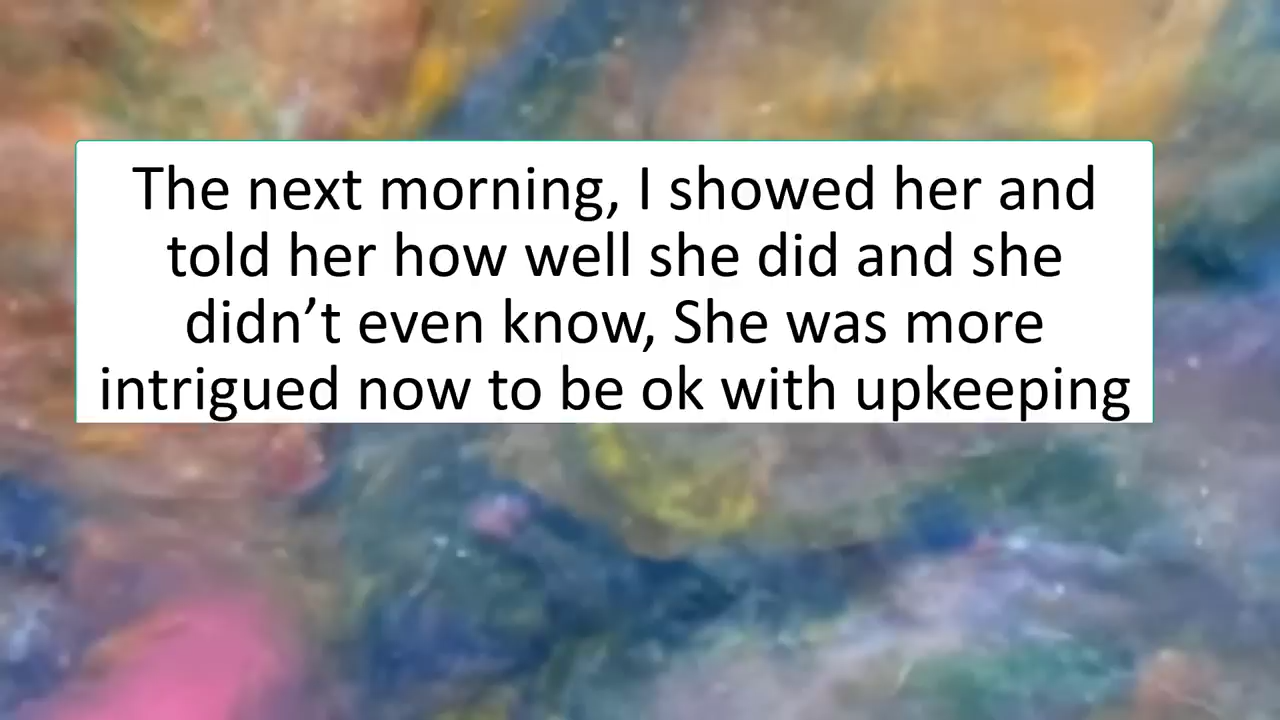 The next morning, I showed her and
told her how well she did and she
didn’t even know, She was more
intrigued now to be ok with upkeeping